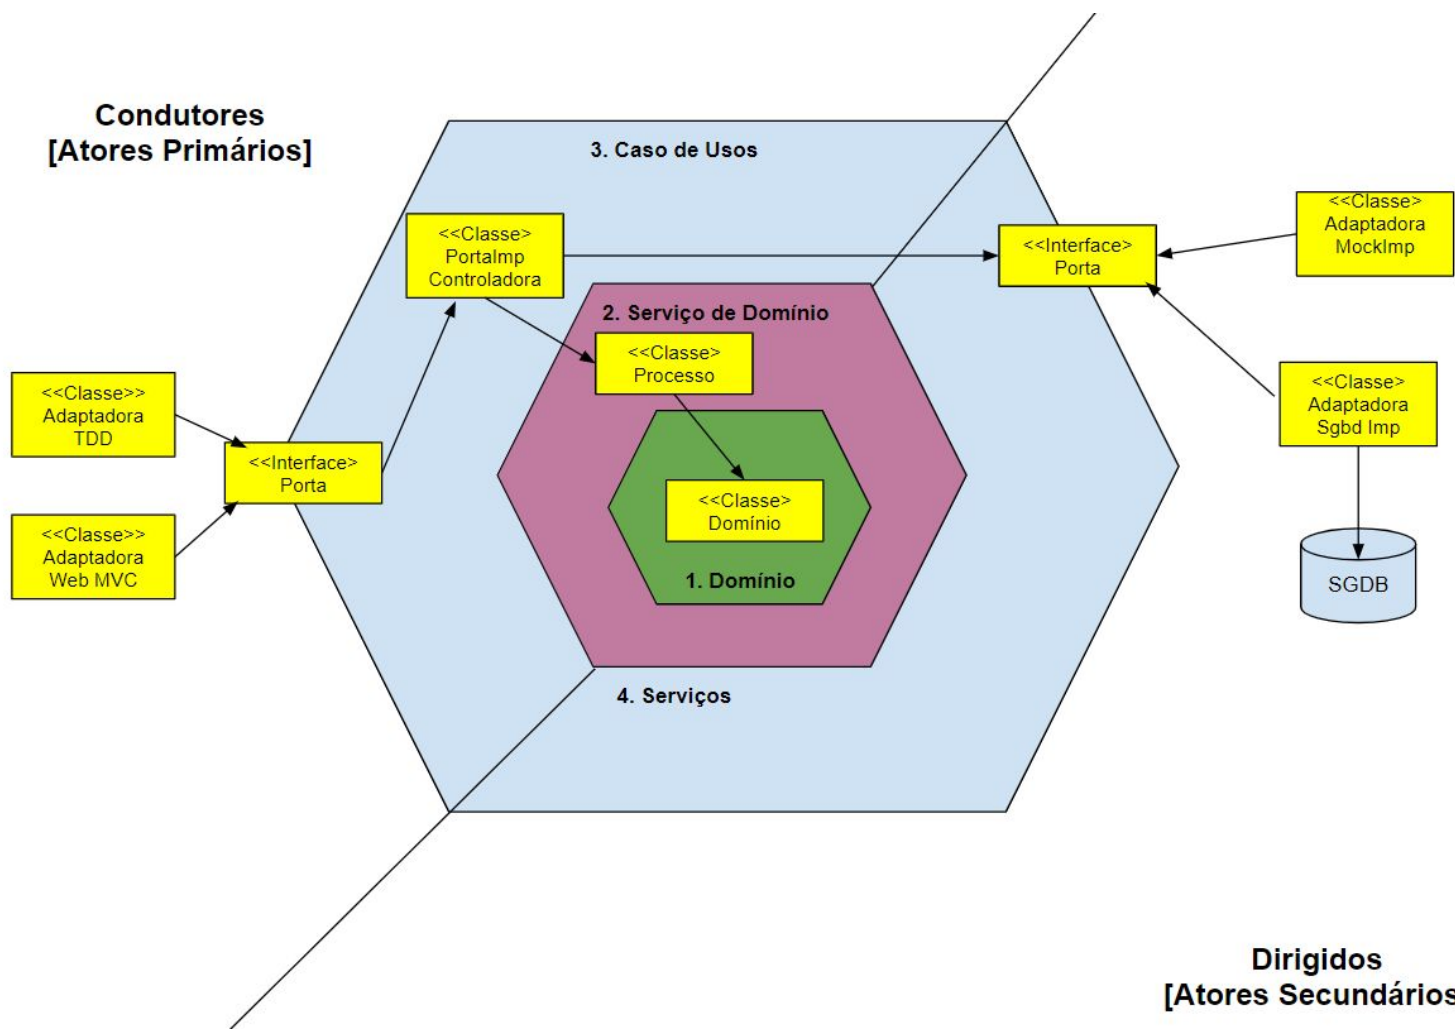 Condutores
[Atores Primários]
3. Caso de Usos
<<Classe>
PortaImp
Controladora
<<Interface>
Porta
<<Classe>
Adaptadora
MockImp
2. Serviço de Domínio
<<Classe>
Processo
<<Classe>>
Adaptadora
TDD
<<Interface>
Porta
<<Classe>>
Adaptadora
Web MVC
<<Classe>
Domínio
1. Domínio
<<Classe>
Adaptadora
Sgbd Imp
SGDB
4. Serviços
Dirigidos
[Atores Secundários